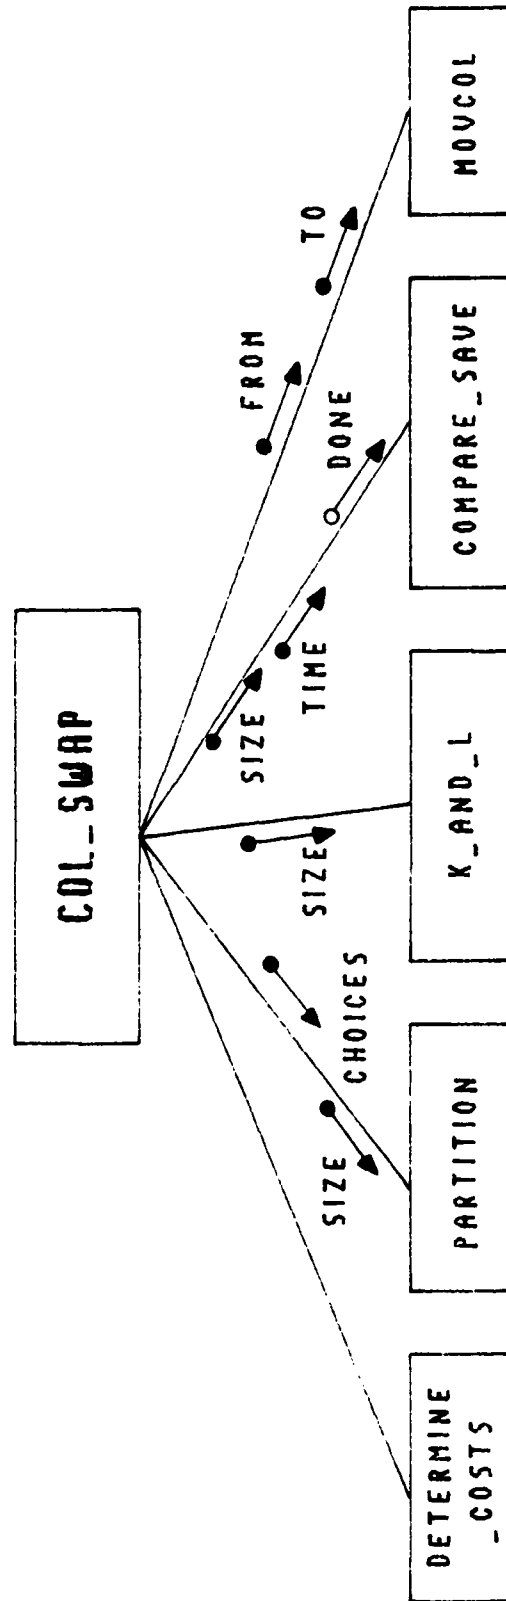 COL_SWAP
FROM
TO
SIZE
TIME
DONE
SIZE
CHOICES
SIZE
DETERMINE
_COSTS
PARTITION
K_AND_L
COMPARE_SAVE
MOVCOL